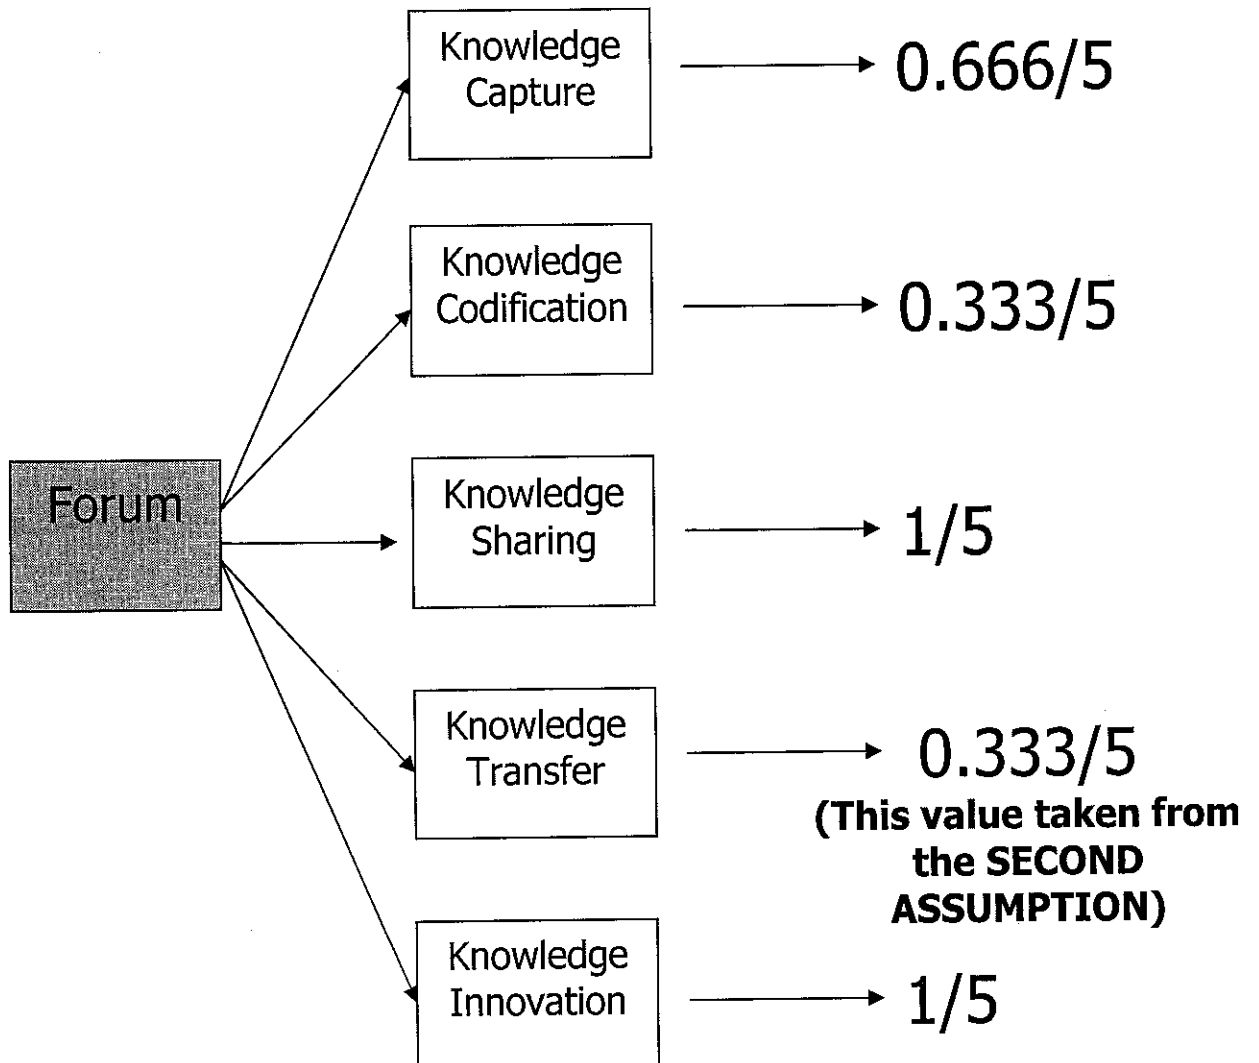 Knowledge
Capture
0.666/5
Knowledge
Codification
0.333/5
Forum
Knowledge
Sharing
1/5
Knowledge
Transfer
0.333/5
(This value taken from
the SECOND
ASSUMPTION)
Knowledge
Innovation
1/5